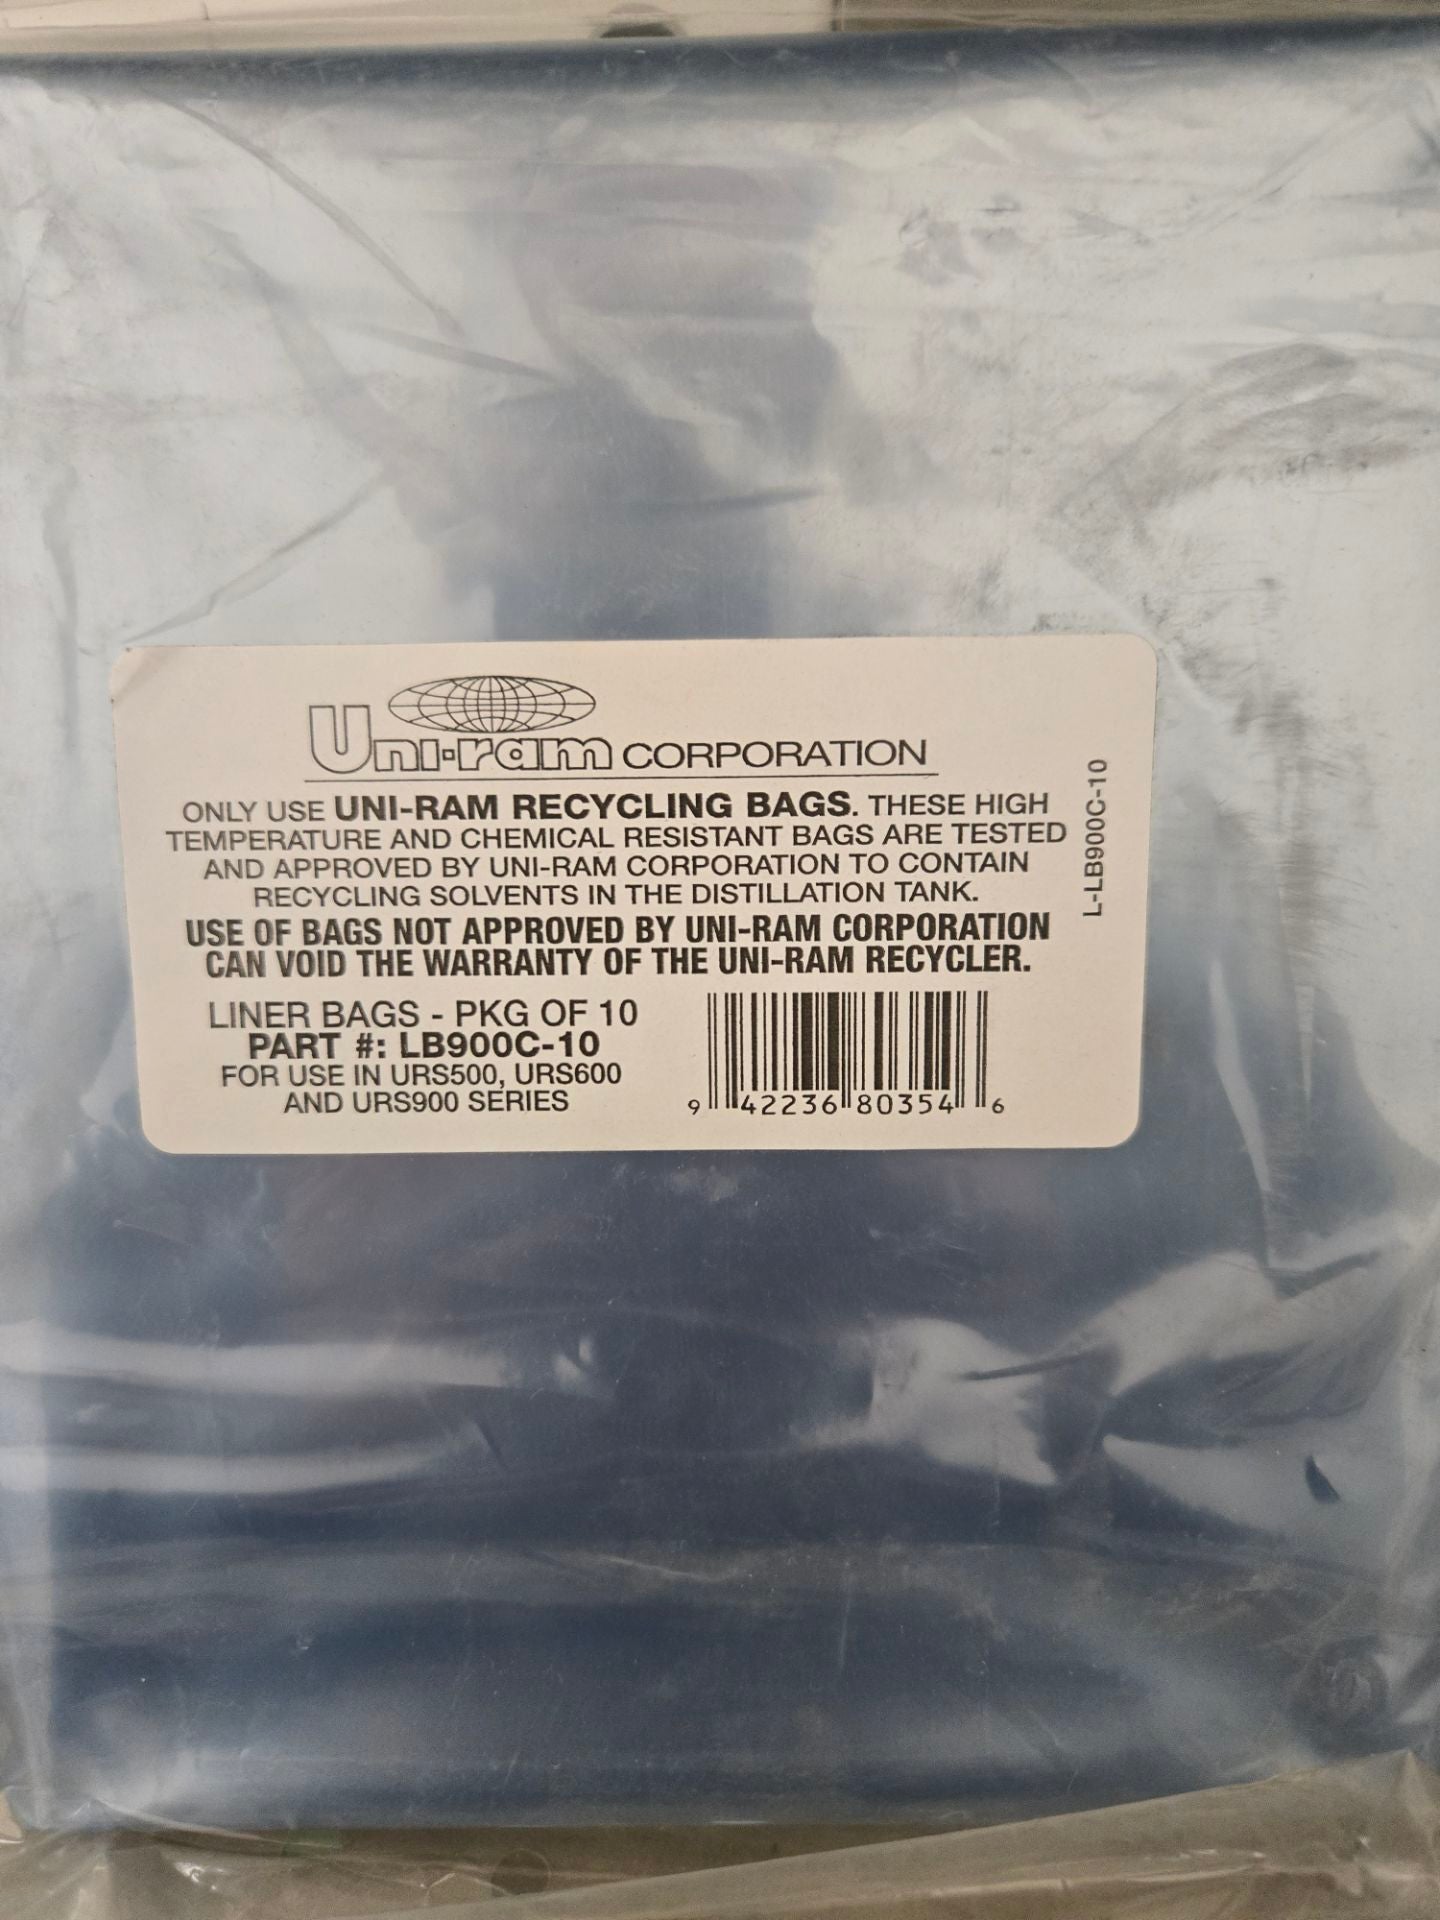 Uni-ram CORPORATION
ONLY USE UNI-RAM RECYCLING BAGS. THESE HIGH
TEMPERATURE AND CHEMICAL RESISTANT BAGS ARE TESTED
AND APPROVED BY UNI-RAM CORPORATION TO CONTAIN
RECYCLING SOLVENTS IN THE DISTILLATION TANK.
USE OF BAGS NOT APPROVED BY UNI-RAM CORPORATION
CAN VOID THE WARRANTY OF THE UNI-RAM RECYCLER.
LINER BAGS - PKG OF 10
PART #: LB900C-10
FOR USE IN URS500, URS600
AND URS900 SERIES
9 42236 80354 6
L-LB900C-10